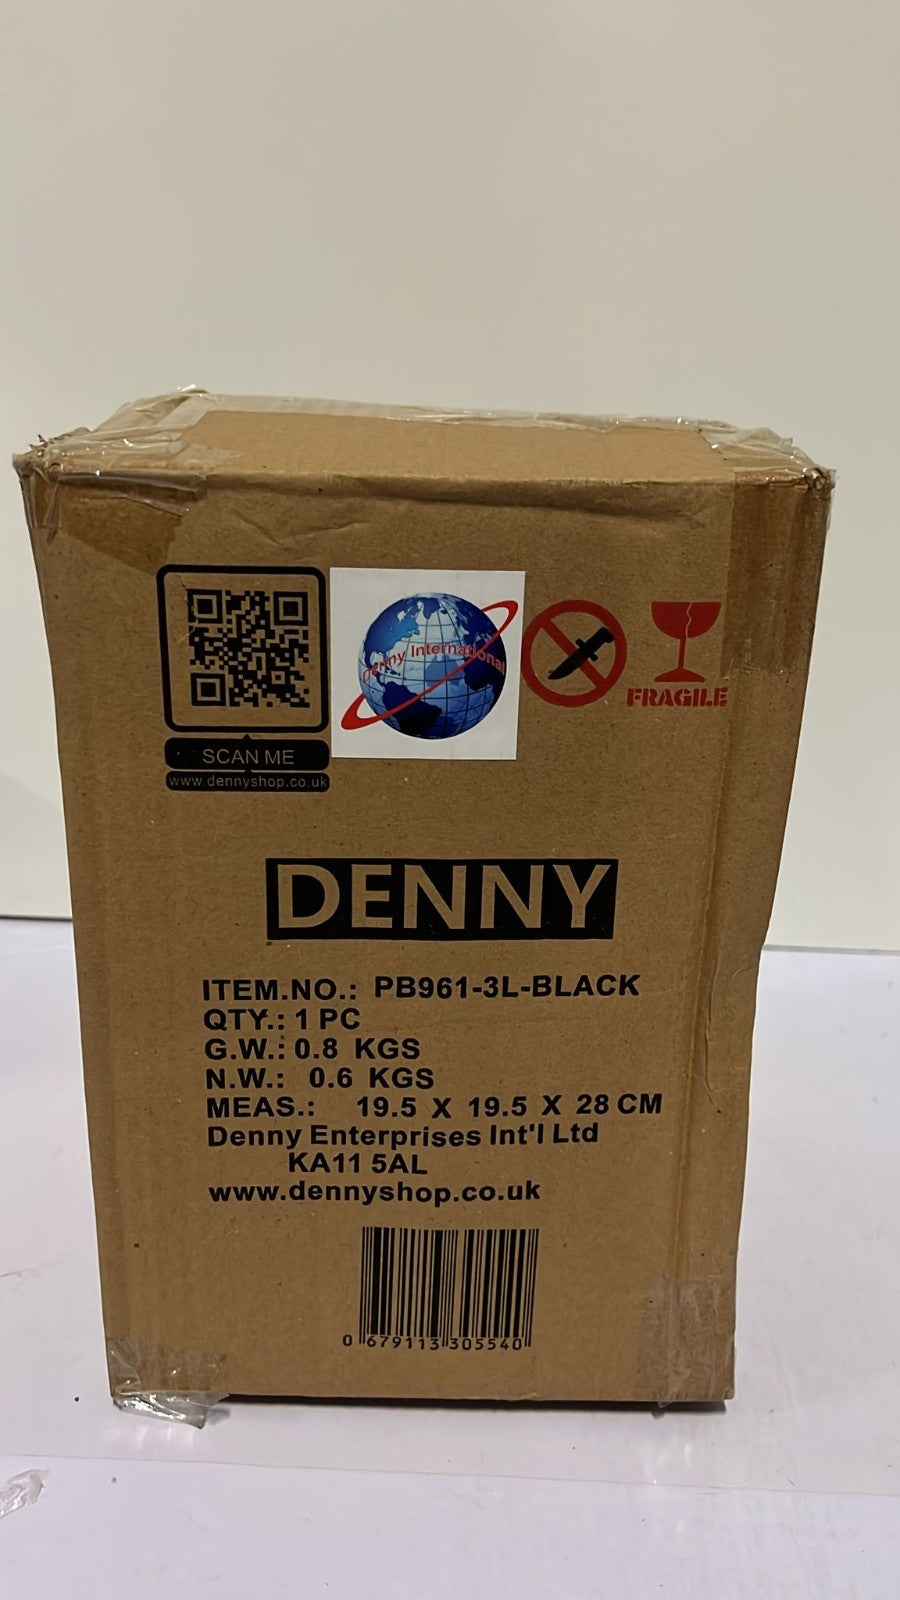 Denny International
FRAGILE
SCAN ME
www.dennyshop.co.uk
DENNY
ITEM.NO.: PB961-3L-BLACK
QTY.: 1 PC
G.W.: 0.8 KGS
N.W.: 0.6 KGS
MEAS.: 19.5 X 19.5 X 28 CM
Denny Enterprises Int'l Ltd
KA11 5AL
www.dennyshop.co.uk
0 679113 305540